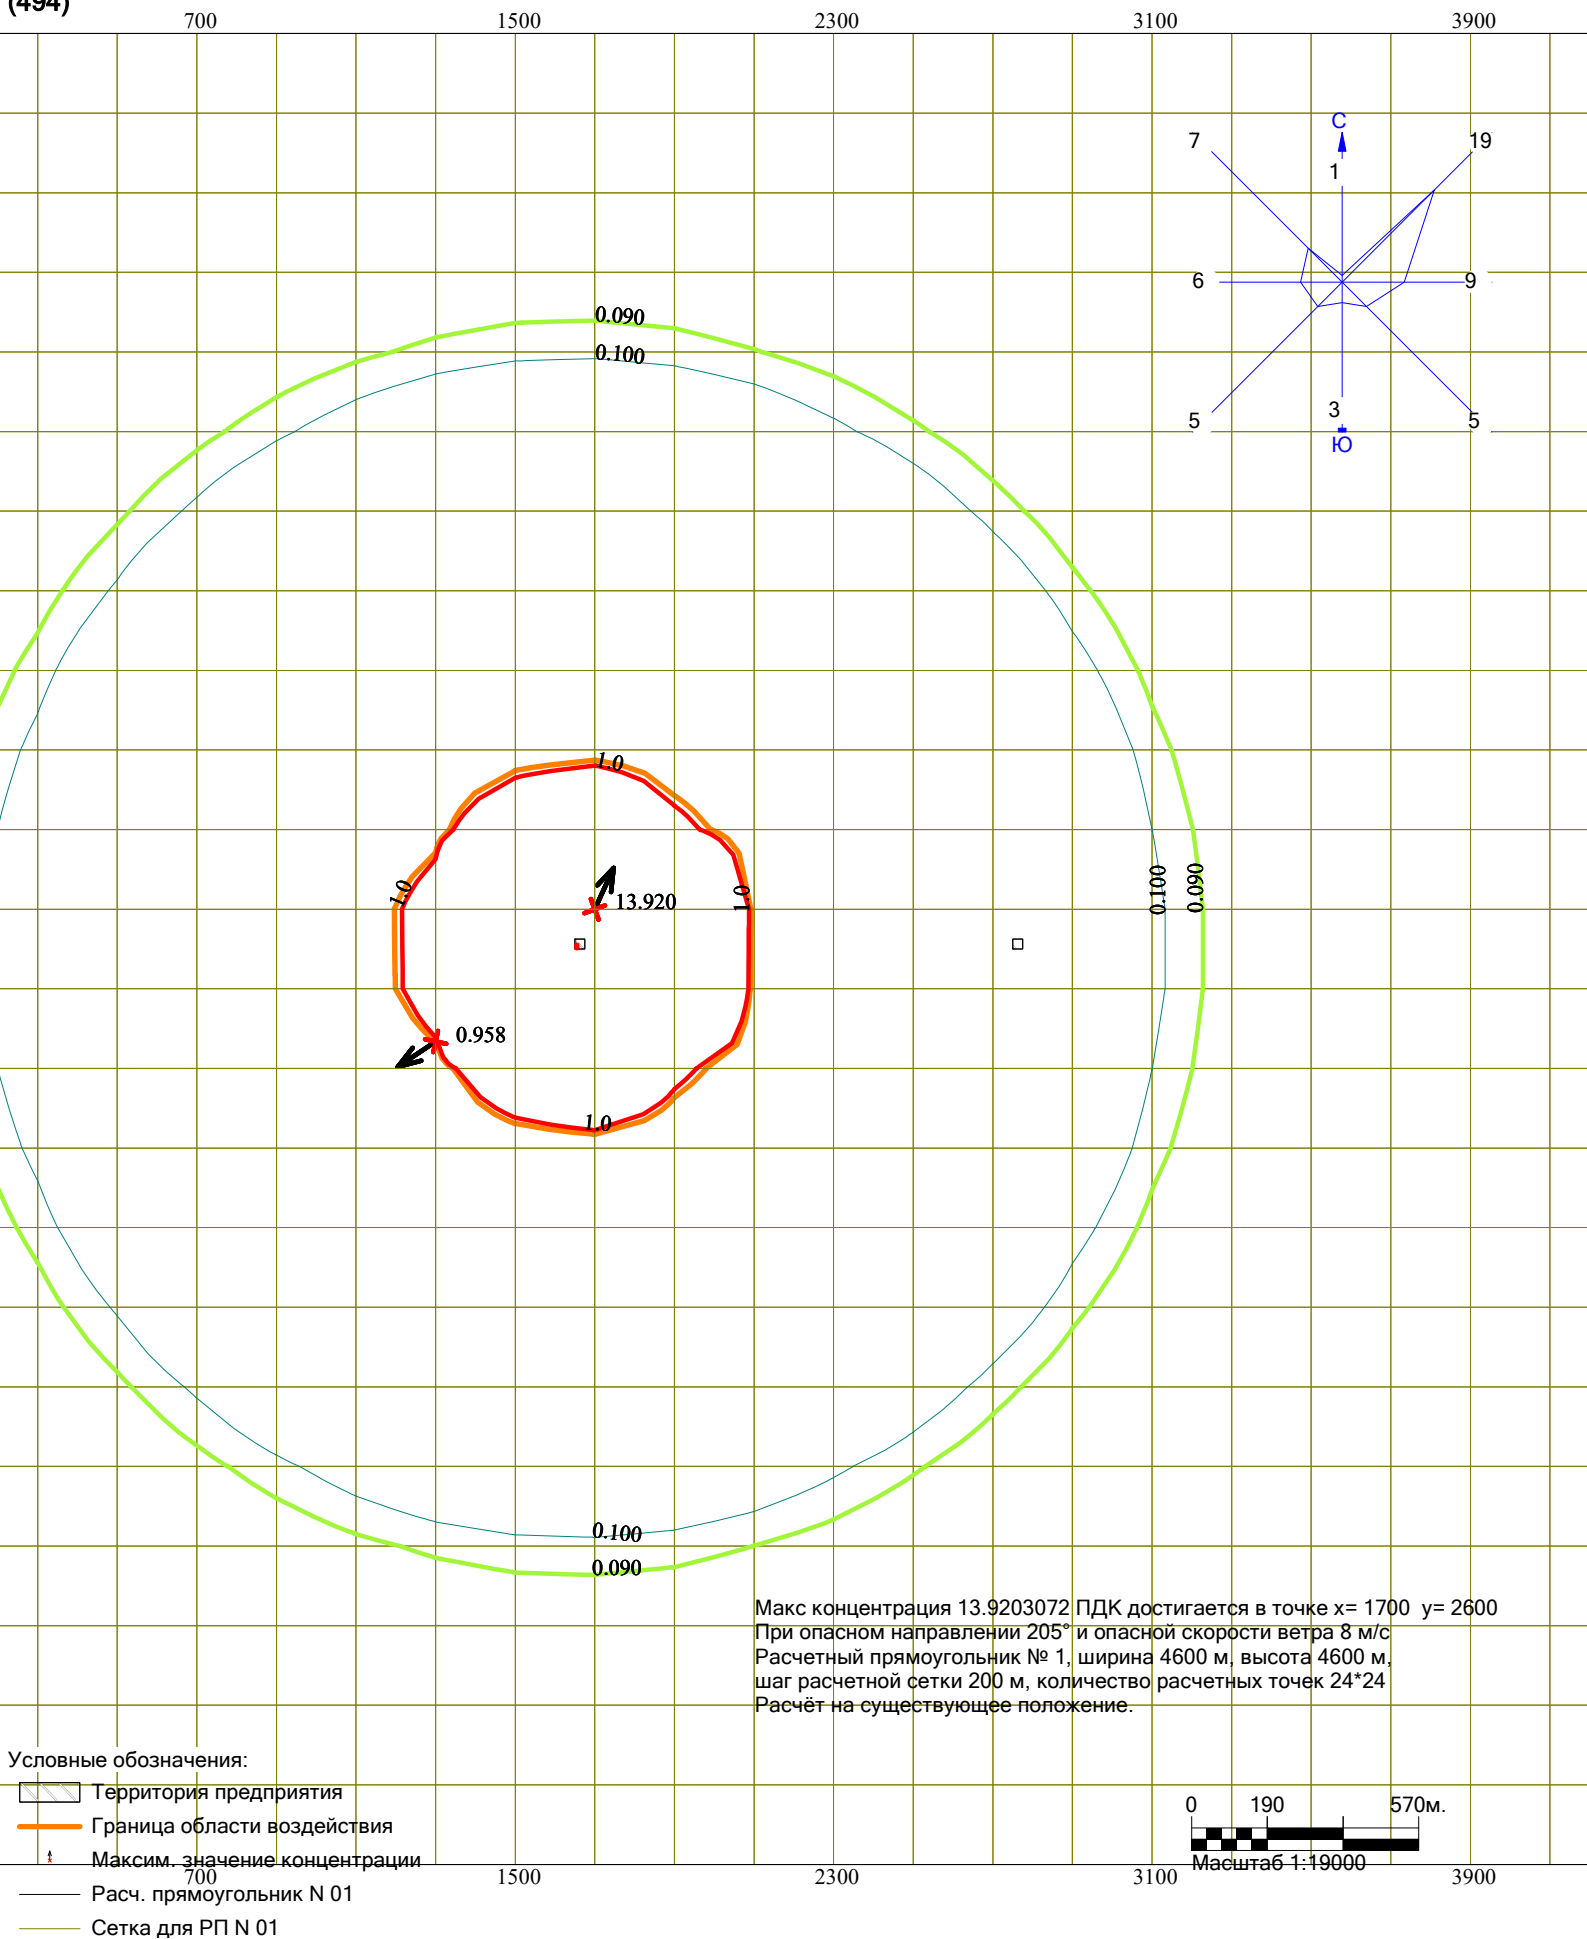 (494)
700 1500 2300 3100 3900
С
7 19
1
6 9
5 3 5
Ю
0.090
0.100
1.0
1.0
1.0
13.920
0.100
0.090
0.958
1.0
0.100
0.090
Макс концентрация 13.9203072 ПДК достигается в точке x= 1700 y= 2600
При опасном направлении 205° и опасной скорости ветра 8 м/с
Расчетный прямоугольник № 1, ширина 4600 м, высота 4600 м,
шаг расчетной сетки 200 м, количество расчетных точек 24*24
Расчёт на существующее положение.
Условные обозначения:
Территория предприятия
Граница области воздействия
Максим. значение концентрации
Расч. прямоугольник N 01
Сетка для РП N 01
0 190 570м.
Масштаб 1:19000
700 1500 2300 3100 3900